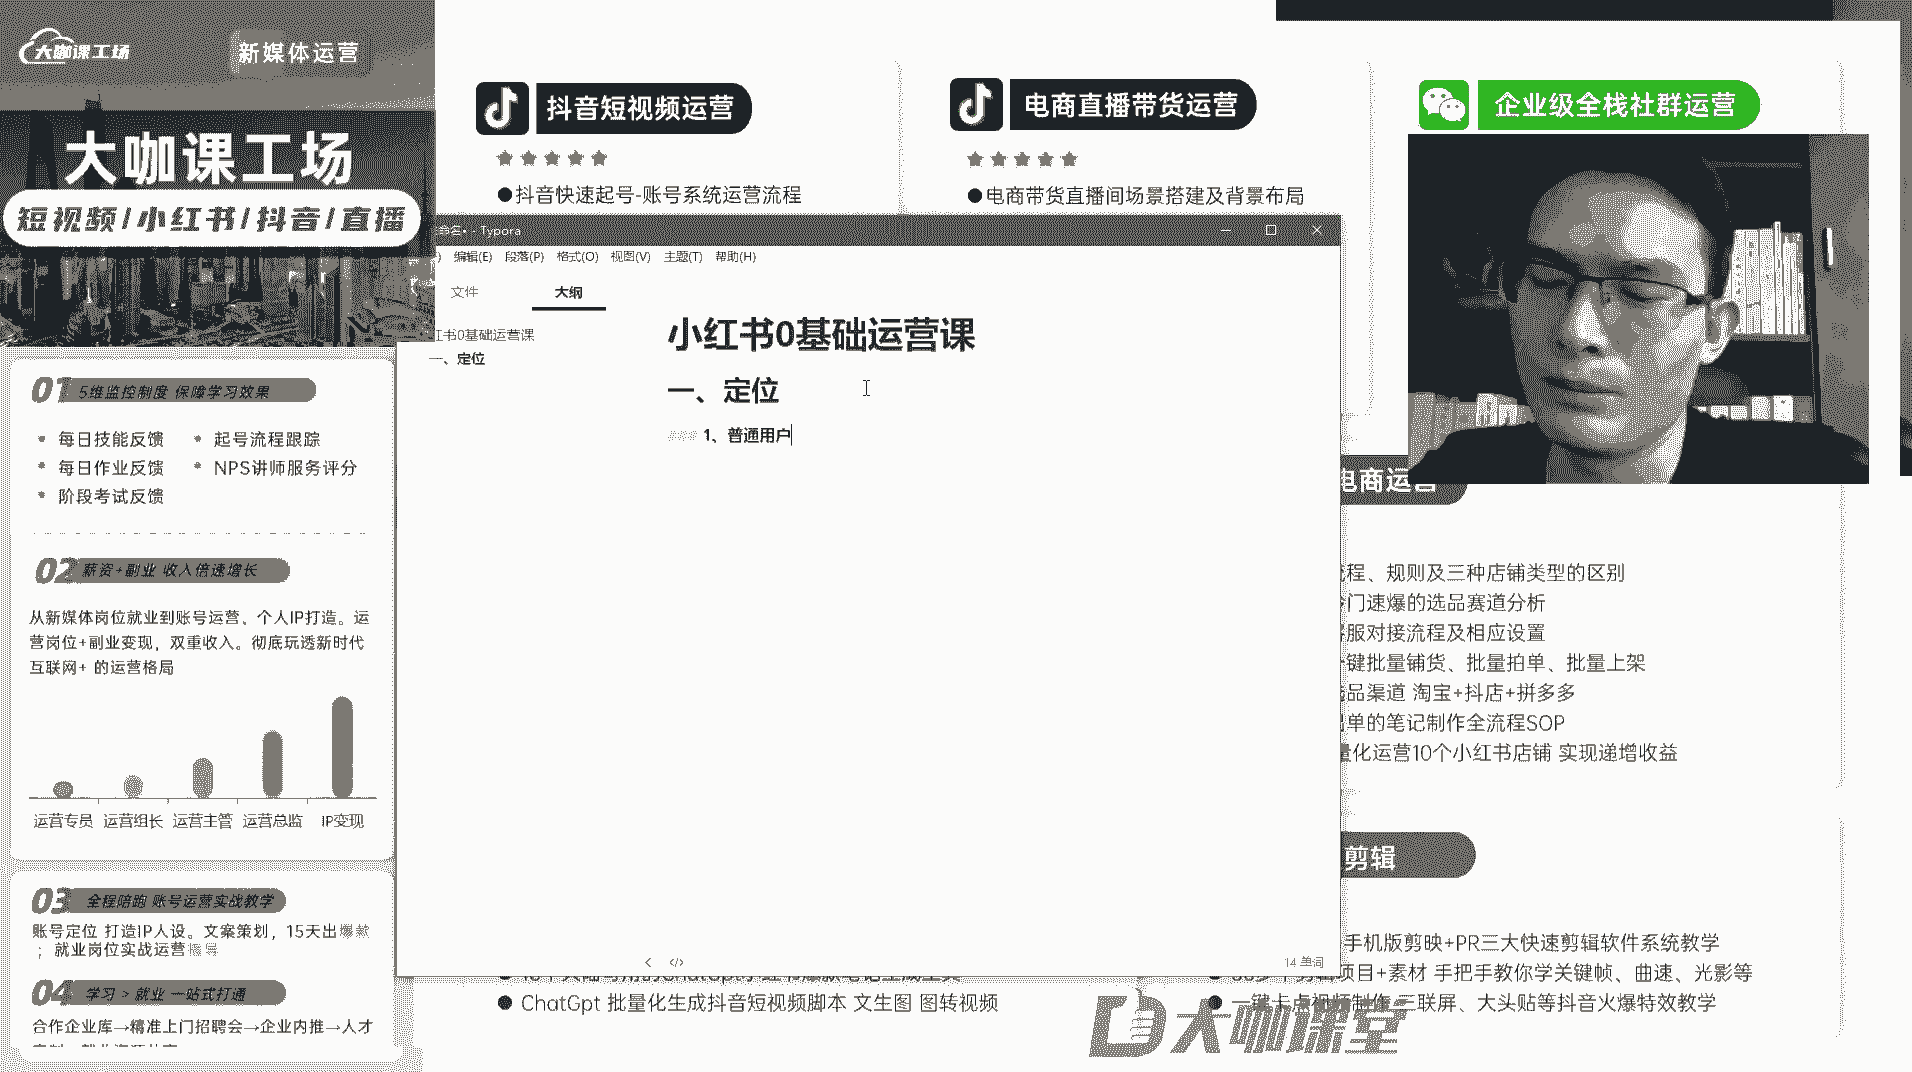 大咖课工场
新媒体运营
大咖课工场
短视频/小红书/抖音/直播
01 5维监控制度 保障学习效果
每日技能反馈
起号流程跟踪
每日作业反馈
NPS讲师服务评分
阶段考试反馈
02 薪资+副业 收入倍速增长
从新媒体岗位就业到账号运营、个人IP打造。运
营岗位+副业变现，双重收入。彻底玩透新时代
互联网+ 的运营格局
运营专员 运营组长 运营主管 运营总监 IP变现
03 全程陪跑 账号运营实战教学
账号定位 打造IP人设。文案策划，15天出爆款
；就业岗位实战运营
04 学习 > 就业 一站式打通
合作企业库→精准上门招聘会→企业内推→人才
抖音短视频运营
●抖音快速起号-账号系统运营流程
电商直播带货运营
●电商带货直播间场景搭建及背景布局
企业级全栈社群运营
命名• - Typora
) 编辑(E) 段落(P) 格式(O) 视图(V) 主题(T) 帮助(H)
文件 大纲
红书0基础运营课
一、定位
小红书0基础运营课
一、定位
### 1、普通用户
</>
14 单词
电商运营
程、规则及三种店铺类型的区别
门速爆的选品赛道分析
服对接流程及相应设置
键批量铺货、批量拍单、批量上架
品渠道 淘宝+抖店+拼多多
单的笔记制作全流程SOP
量化运营10个小红书店铺 实现递增收益
剪辑
手机版剪映+PR三大快速剪辑软件系统教学
项目+素材 手把手教你学关键帧、曲速、光影等
● ChatGpt 批量化生成抖音短视频脚本 文生图 图转视频
● 一键卡点视频制作 三联屏、大头贴等抖音火爆特效教学
大咖课堂